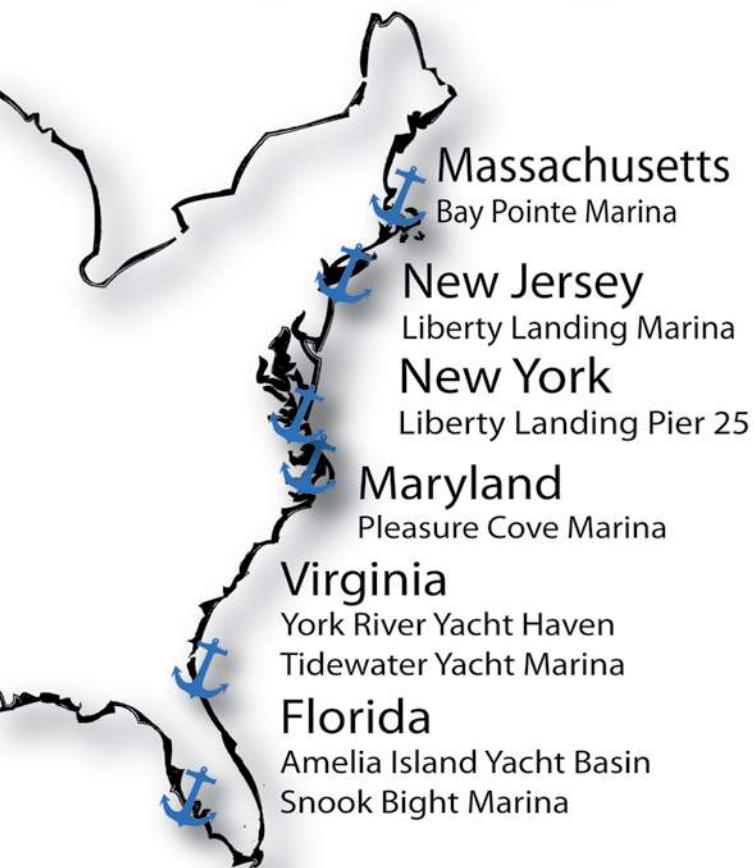 Massachusetts
Bay Pointe Marina
New Jersey
Liberty Landing Marina
New York
Liberty Landing Pier 25
Maryland
Pleasure Cove Marina
Virginia
York River Yacht Haven
Tidewater Yacht Marina
Florida
Amelia Island Yacht Basin
Snook Bight Marina